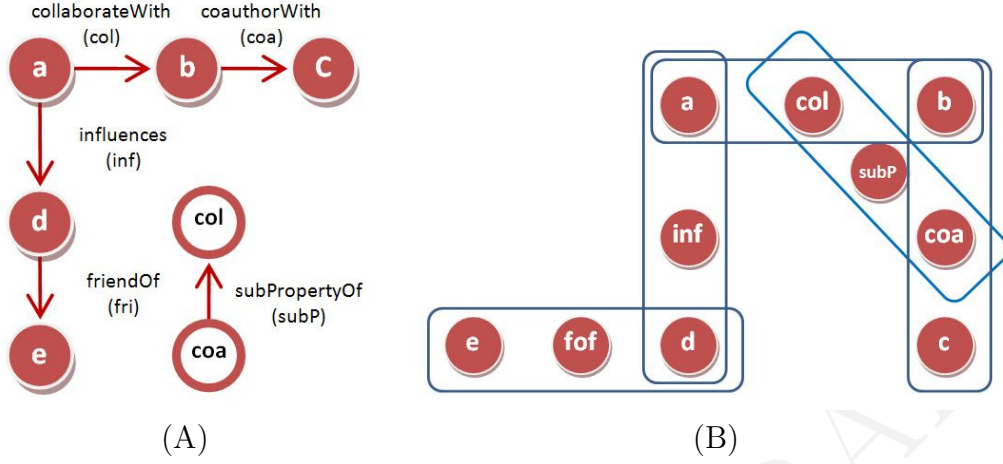 collaborateWith
(col)
coauthorWith
(coa)
a
b
C
influences
(inf)
d
col
friendOf
(fri)
subPropertyOf
(subP)
e
coa
(A)
a
col
b
subP
inf
coa
e
fof
d
c
(B)